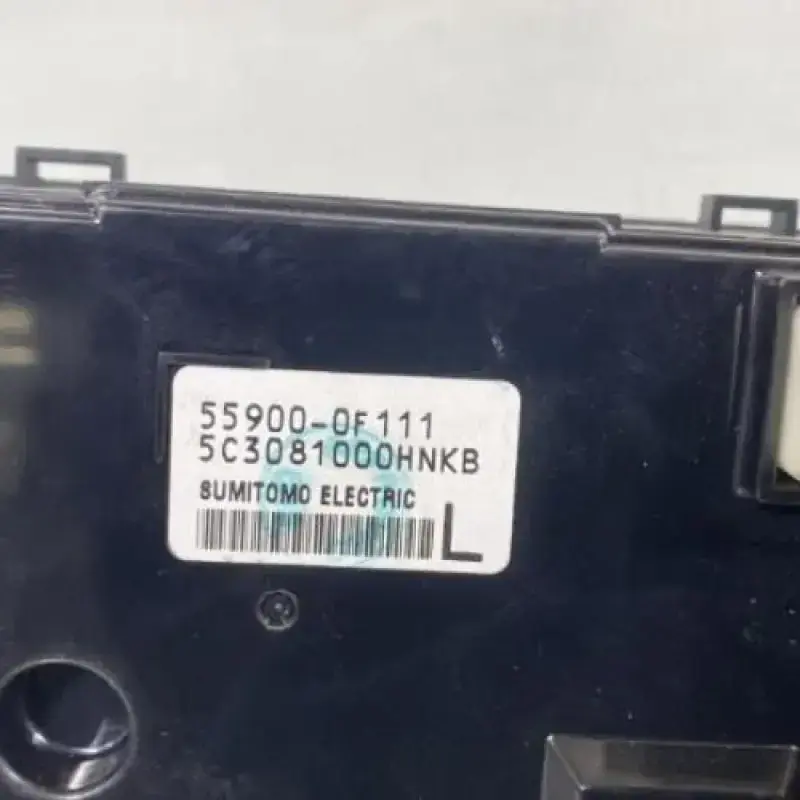 55900-0F111
5C3081000HNKB
SUMITOMO ELECTRIC
L